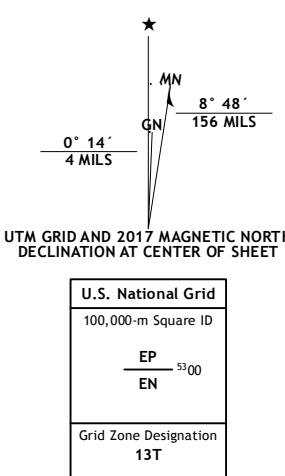 ★
MN
8° 48´
156 MILS
GN
0° 14´
4 MILS
UTM GRID AND 2017 MAGNETIC NORTH
DECLINATION AT CENTER OF SHEET
U.S. National Grid
100,000-m Square ID
EP
5300
EN
Grid Zone Designation
13T